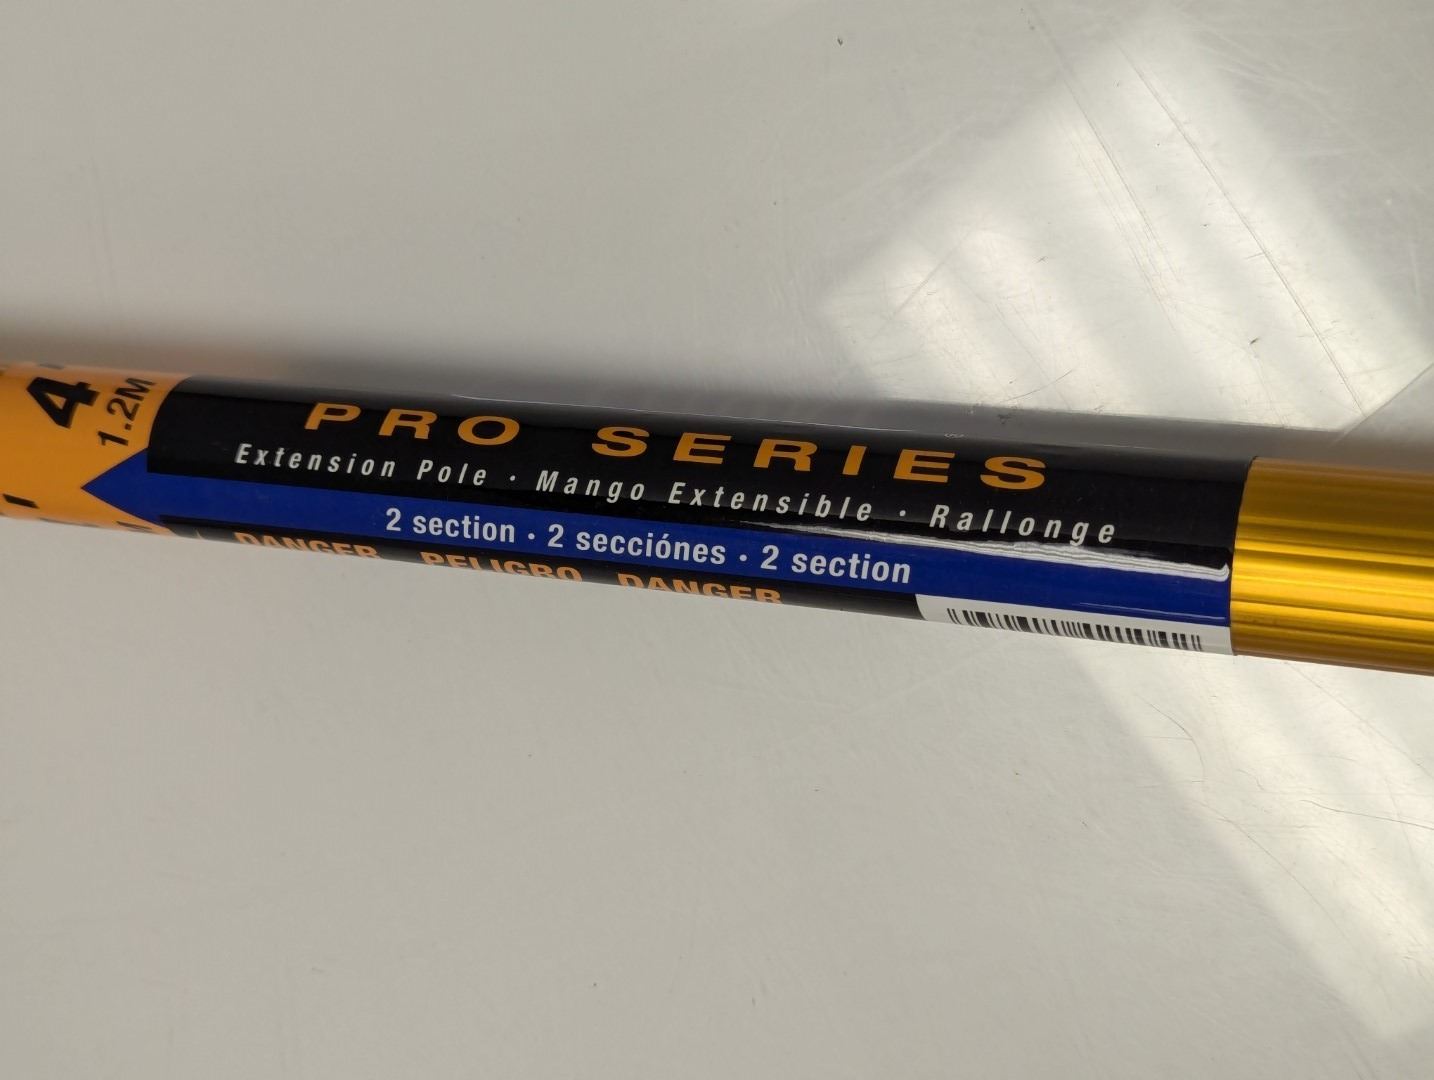 4'
1.2M
PRO SERIES
Extension Pole · Mango Extensible · Rallonge
2 section · 2 secciónes · 2 section
DANGER PELIGRO DANGER